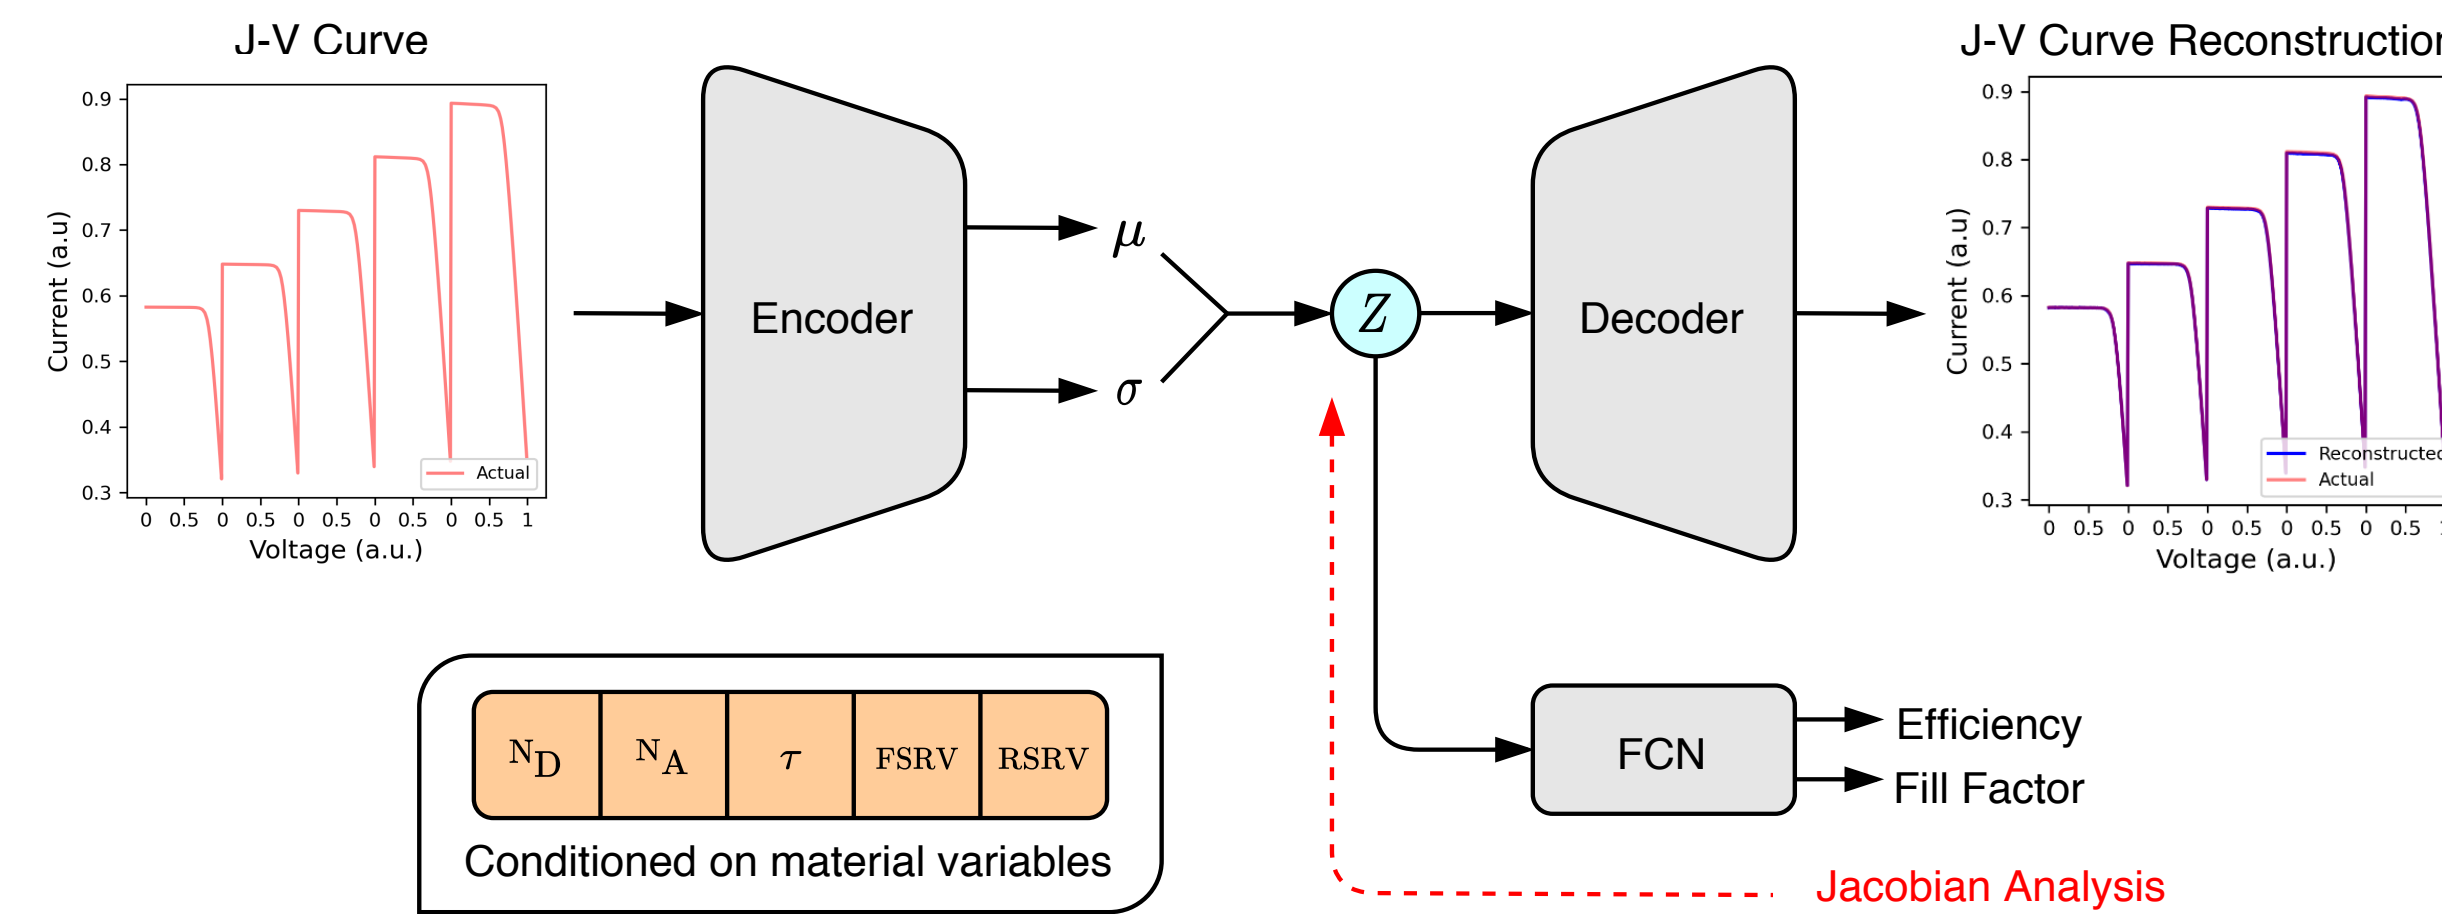 J-V Curve
0.9
0.8
0.7
0.6
0.5
0.4
0.3
Current (a.u)
Actual
0 0.5 0 0.5 0 0.5 0 0.5 0 0.5 1
Voltage (a.u.)
Encoder
μ
σ
Z
Decoder
J-V Curve Reconstruction
0.9
0.8
0.7
0.6
0.5
0.4
0.3
Current (a.u)
Reconstructed
Actual
0 0.5 0 0.5 0 0.5 0 0.5 0 0.5
Voltage (a.u.)
N_D N_A τ FSRV RSRV
Conditioned on material variables
FCN
Efficiency
Fill Factor
Jacobian Analysis